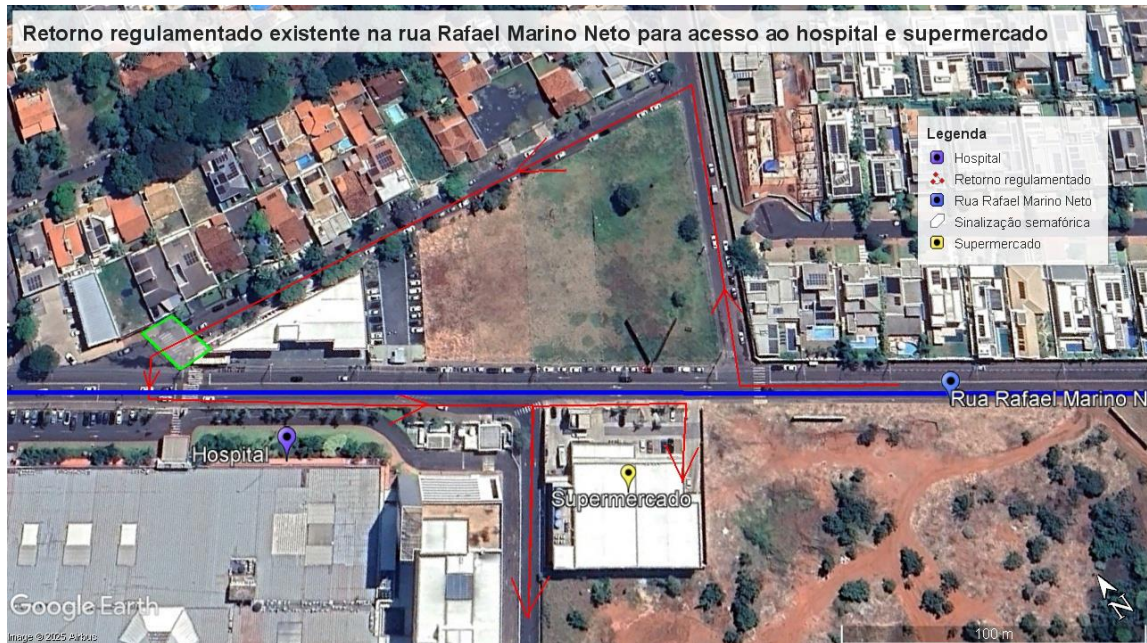 Retorno regulamentado existente na rua Rafael Marino Neto para acesso ao hospital e supermercado
Legenda
Hospital
Retorno regulamentado
Rua Rafael Marino Neto
Sinalização semafórica
Supermercado
Rua Rafael Marino N
Hospital
Supermercado
Google Earth
Image © 2025 Airbus
100 m
N